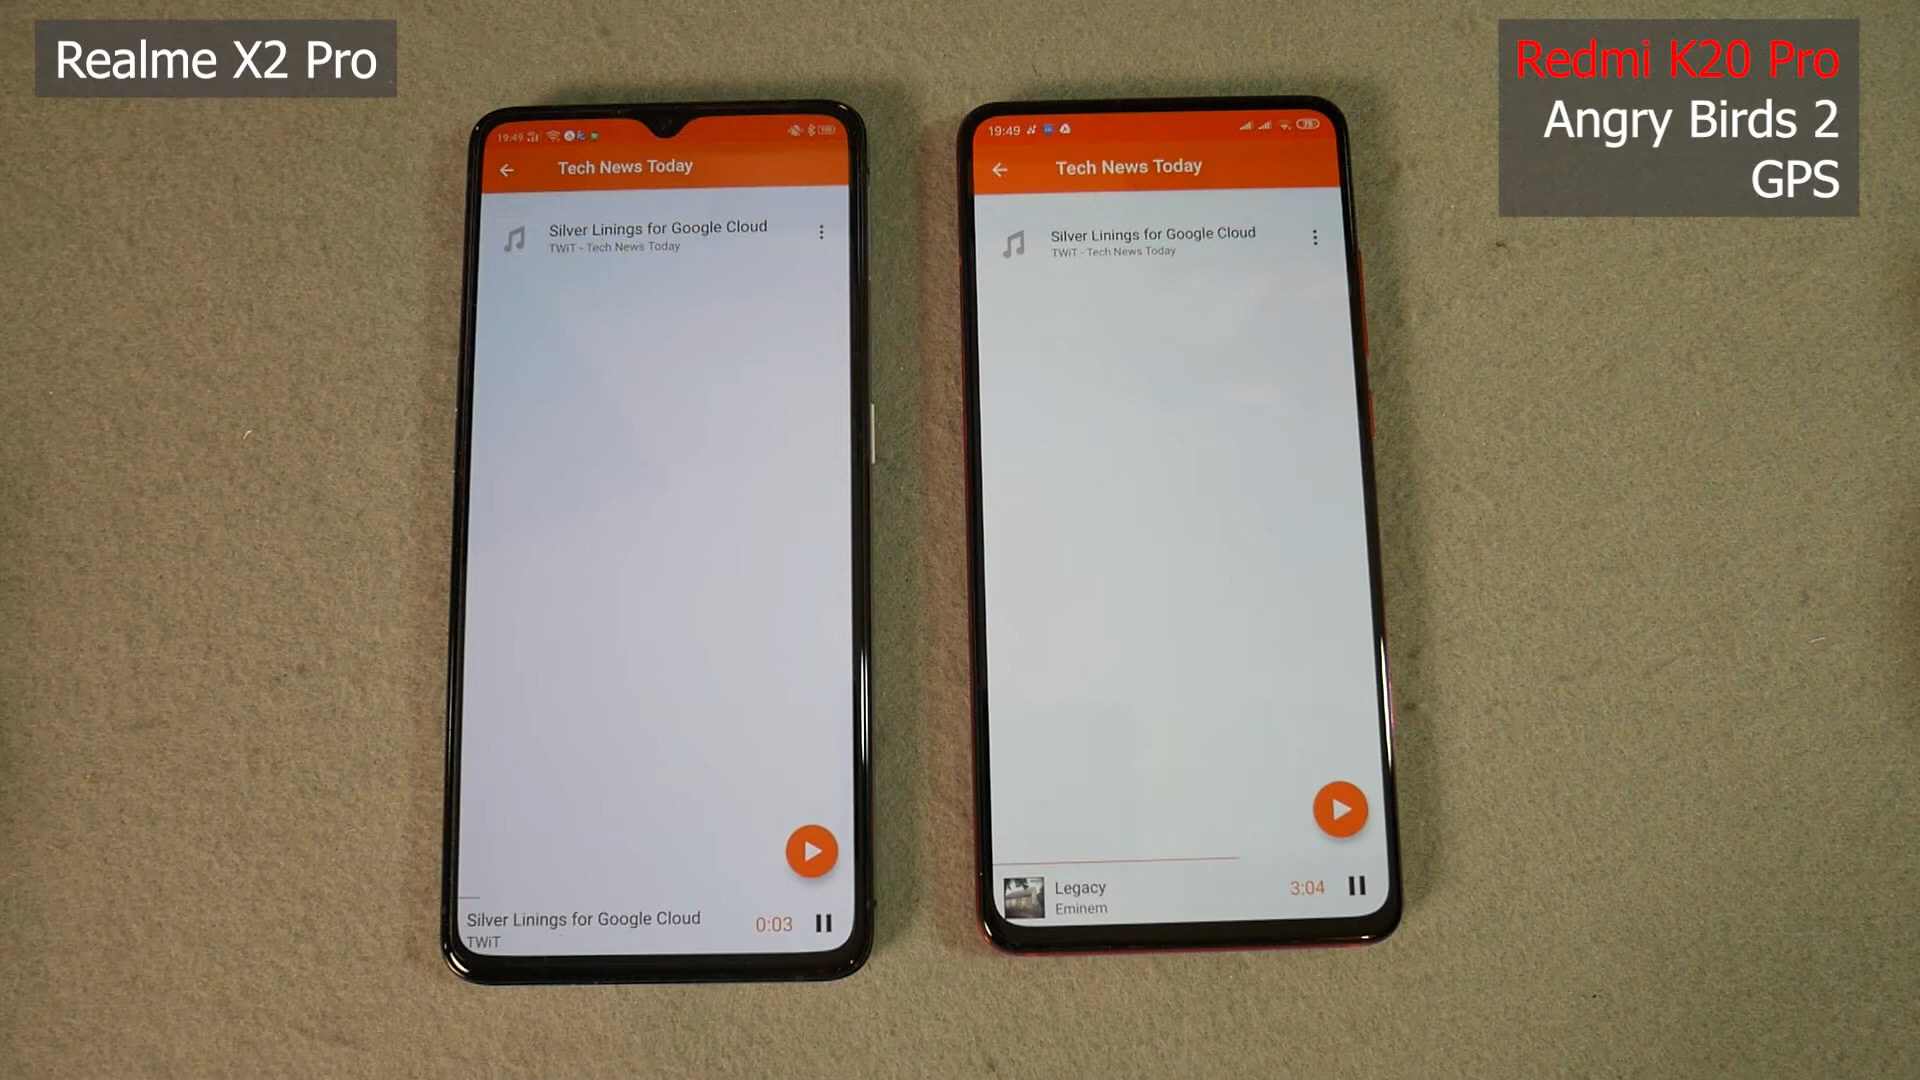 Realme X2 Pro
Redmi K20 Pro
Angry Birds 2
GPS
19:49
Tech News Today
Silver Linings for Google Cloud
TWiT - Tech News Today
Silver Linings for Google Cloud
TWiT
0:03
19:49
Tech News Today
Silver Linings for Google Cloud
TWiT - Tech News Today
Legacy
Eminem
3:04